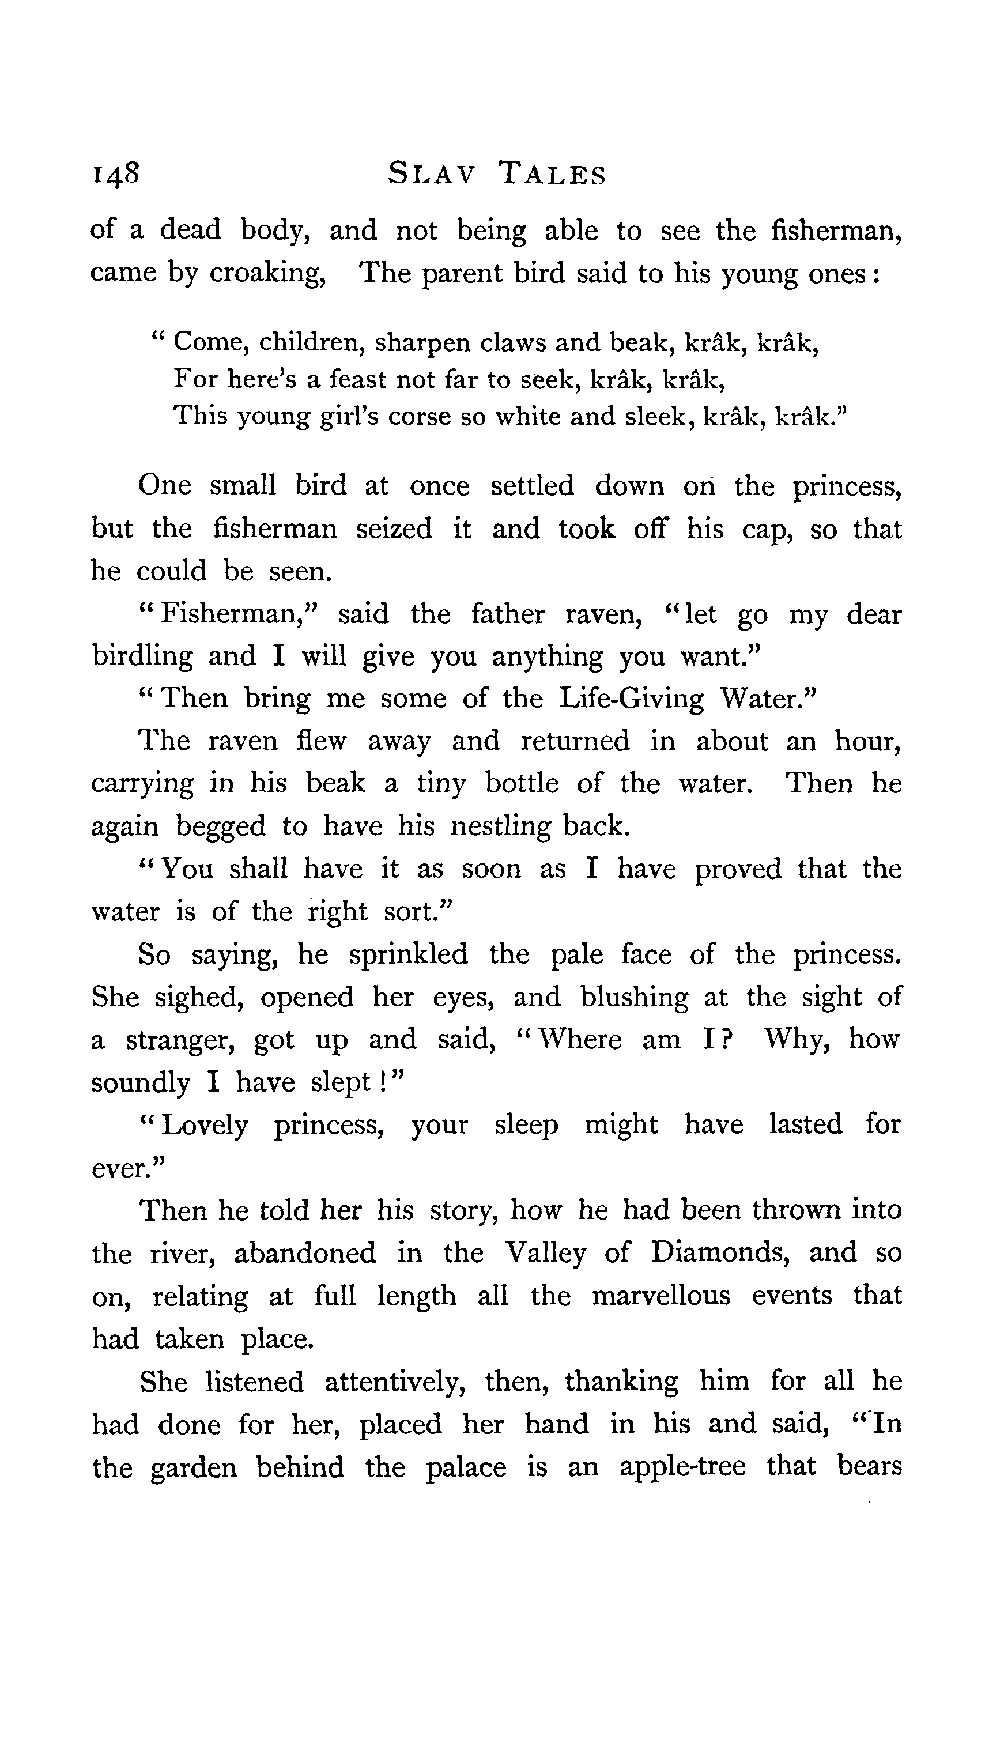 148 SLAV TALES
of a dead body, and not being able to see the fisherman,
came by croaking, The parent bird said to his young ones:
“ Come, children, sharpen claws and beak, krâk, krâk,
For here’s a feast not far to seek, krâk, krâk,
This young girl’s corse so white and sleek, krâk, krâk.”
One small bird at once settled down on the princess,
but the fisherman seized it and took off his cap, so that
he could be seen.
“ Fisherman,” said the father raven, “let go my dear
birdling and I will give you anything you want.”
“ Then bring me some of the Life-Giving Water.”
The raven flew away and returned in about an hour,
carrying in his beak a tiny bottle of the water. Then he
again begged to have his nestling back.
“ You shall have it as soon as I have proved that the
water is of the right sort.”
So saying, he sprinkled the pale face of the princess.
She sighed, opened her eyes, and blushing at the sight of
a stranger, got up and said, “ Where am I? Why, how
soundly I have slept!”
“ Lovely princess, your sleep might have lasted for
ever.”
Then he told her his story, how he had been thrown into
the river, abandoned in the Valley of Diamonds, and so
on, relating at full length all the marvellous events that
had taken place.
She listened attentively, then, thanking him for all he
had done for her, placed her hand in his and said, “In
the garden behind the palace is an apple-tree that bears